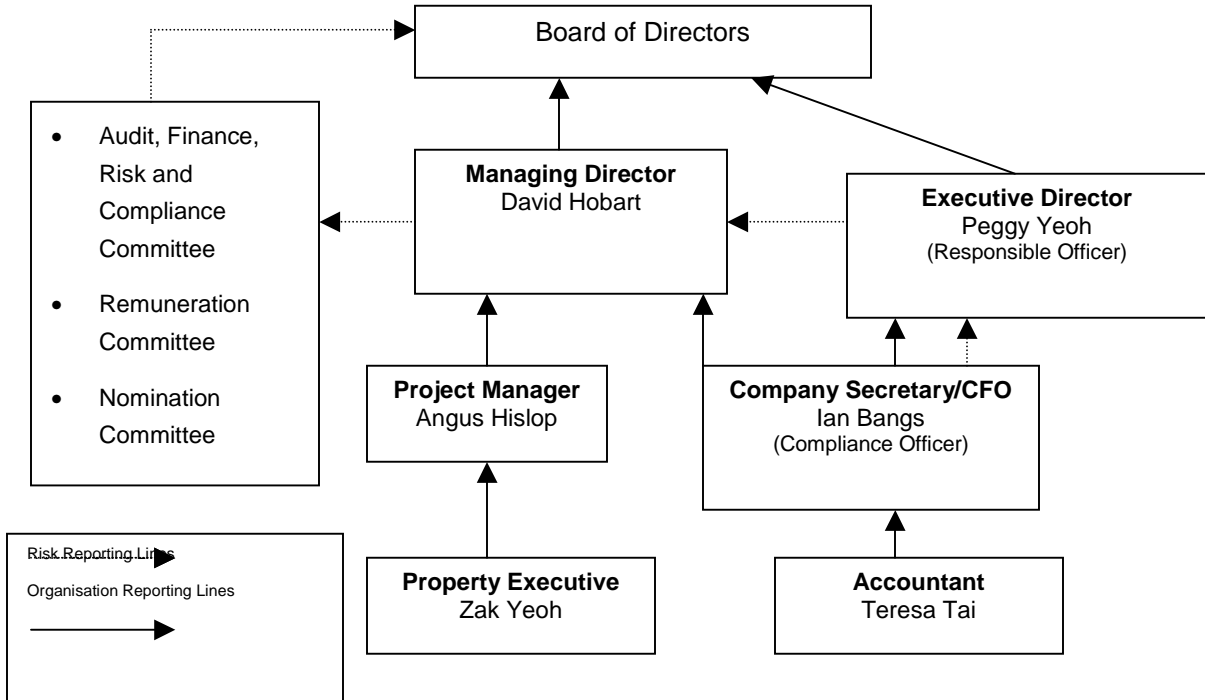 Board of Directors
• Audit, Finance,
Risk and
Compliance
Committee
• Remuneration
Committee
• Nomination
Committee
Managing Director
David Hobart
Executive Director
Peggy Yeoh
(Responsible Officer)
Project Manager
Angus Hislop
Company Secretary/CFO
Ian Bangs
(Compliance Officer)
Property Executive
Zak Yeoh
Accountant
Teresa Tai
Risk Reporting Lines
Organisation Reporting Lines